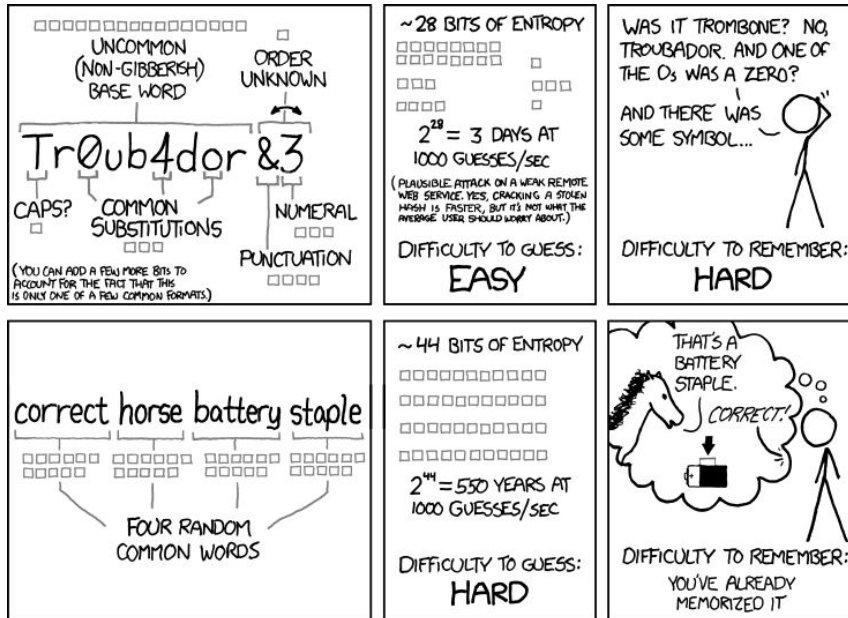 UNCOMMON
(NON-GIBBERISH)
BASE WORD
ORDER
UNKNOWN
Tr0ub4dor &3
CAPS?
COMMON
SUBSTITUTIONS
NUMERAL
PUNCTUATION
(YOU CAN ADD A FEW MORE BITS TO
ACCOUNT FOR THE FACT THAT THIS
IS ONLY ONE OF A FEW COMMON FORMATS.)
~28 BITS OF ENTROPY
2^28 = 3 DAYS AT
1000 GUESSES/SEC
(PLAUSIBLE ATTACK ON A WEAK REMOTE
WEB SERVICE. YES, CRACKING A STOLEN
HASH IS FASTER, BUT IT'S NOT WHAT THE
AVERAGE USER SHOULD WORRY ABOUT.)
DIFFICULTY TO GUESS:
EASY
WAS IT TROMBONE? NO,
TROUBADOR. AND ONE OF
THE Os WAS A ZERO?
AND THERE WAS
SOME SYMBOL...
DIFFICULTY TO REMEMBER:
HARD
correct horse battery staple
FOUR RANDOM
COMMON WORDS
~44 BITS OF ENTROPY
2^44 = 550 YEARS AT
1000 GUESSES/SEC
DIFFICULTY TO GUESS:
HARD
THAT'S A
BATTERY
STAPLE.
CORRECT!
DIFFICULTY TO REMEMBER:
YOU'VE ALREADY
MEMORIZED IT